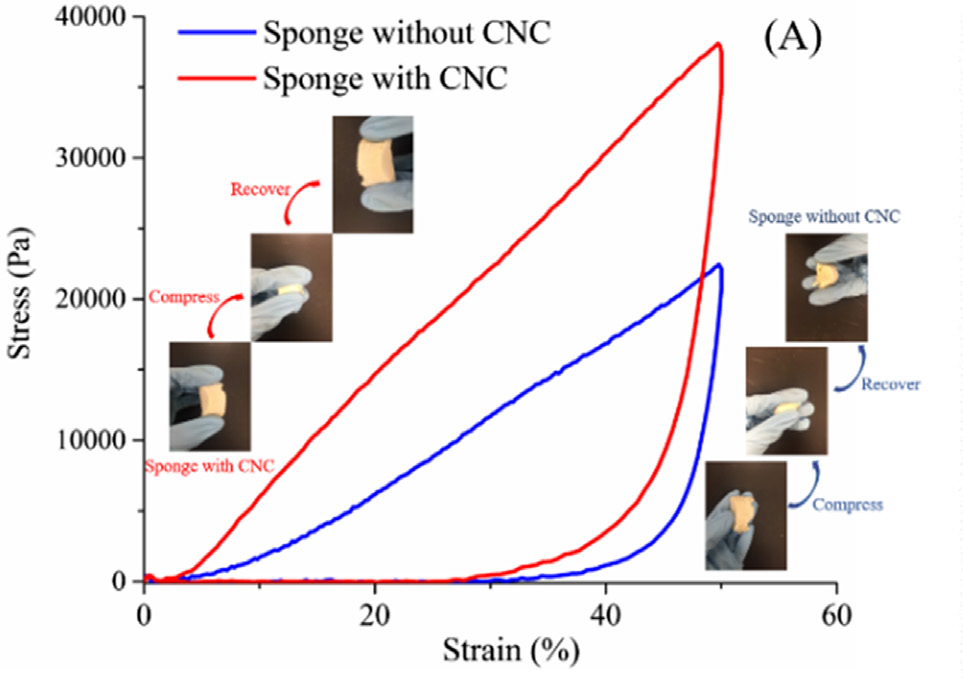 40000
30000
20000
10000
0
0
20
40
60
Stress (Pa)
Strain (%)
Sponge without CNC
Sponge with CNC
(A)
Recover
Compress
Sponge with CNC
Sponge without CNC
Recover
Compress